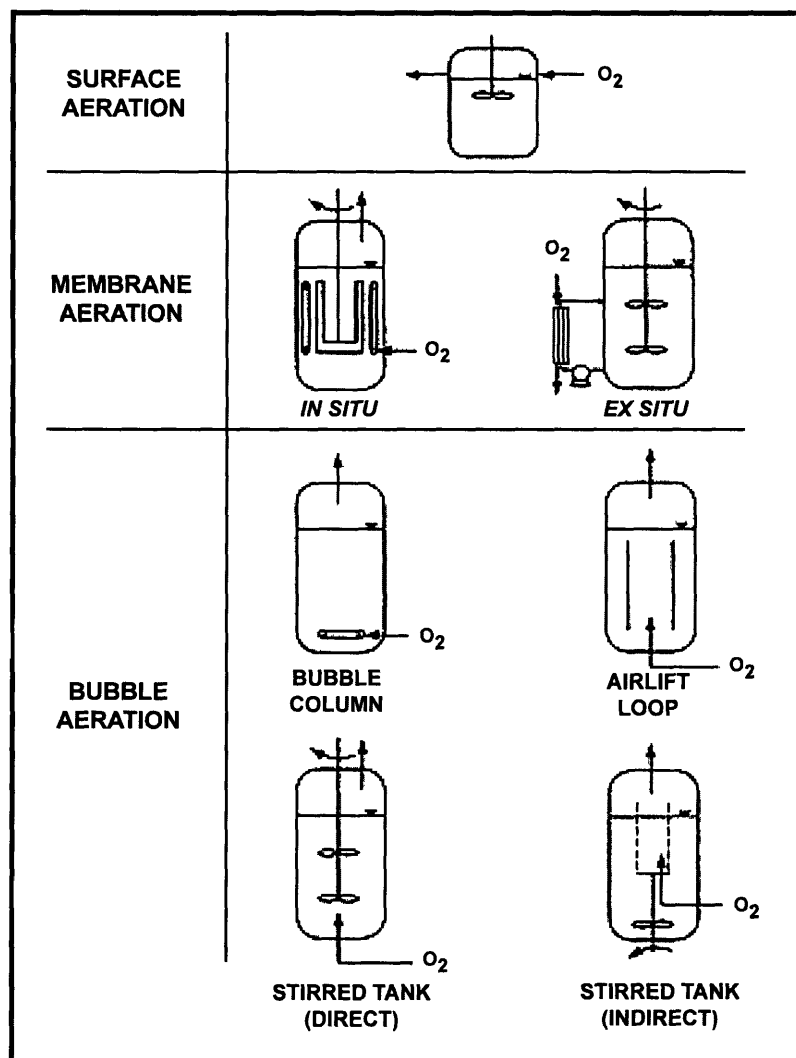 SURFACE
AERATION
O2
MEMBRANE
AERATION
O2
IN SITU
O2
EX SITU
BUBBLE
AERATION
O2
BUBBLE
COLUMN
O2
AIRLIFT
LOOP
O2
STIRRED TANK
(DIRECT)
O2
STIRRED TANK
(INDIRECT)